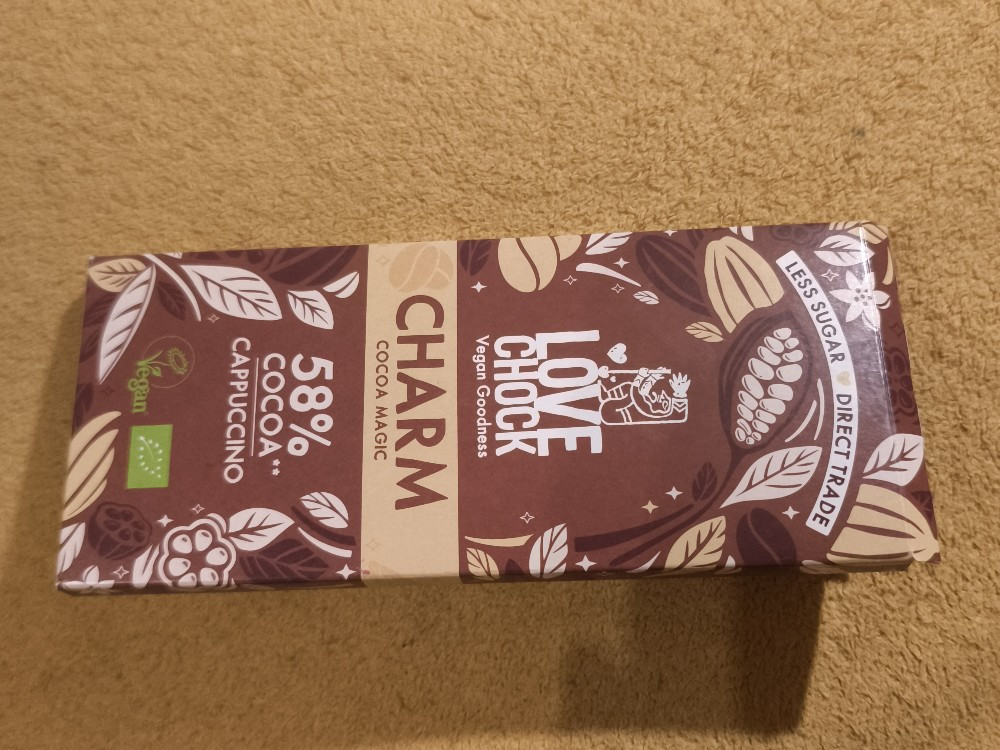 LESS SUGAR DIRECT TRADE
LOVE
CHOCK
Vegan Goodness
CHARM
COCOA MAGIC
58%
COCOA**
CAPPUCCINO
Vegan